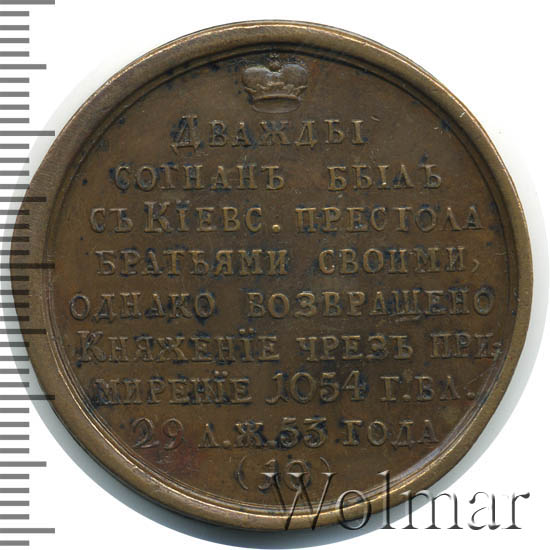 ДВАЖДЫ
СОГНАНЪ БЫЛЪ
СЪ КІЕВС. ПРЕСТОЛА
БРАТЬЯМИ СВОИМИ,
ОДНАКО ВОЗВРАЩЕНО
КНЯЖЕНІЕ ЧРЕЗЪ ПРИ-
МИРЕНІЕ 1054 Г. ВЛ.
29 Л. Ж. 53 ГОДА
(10)
Wolmar